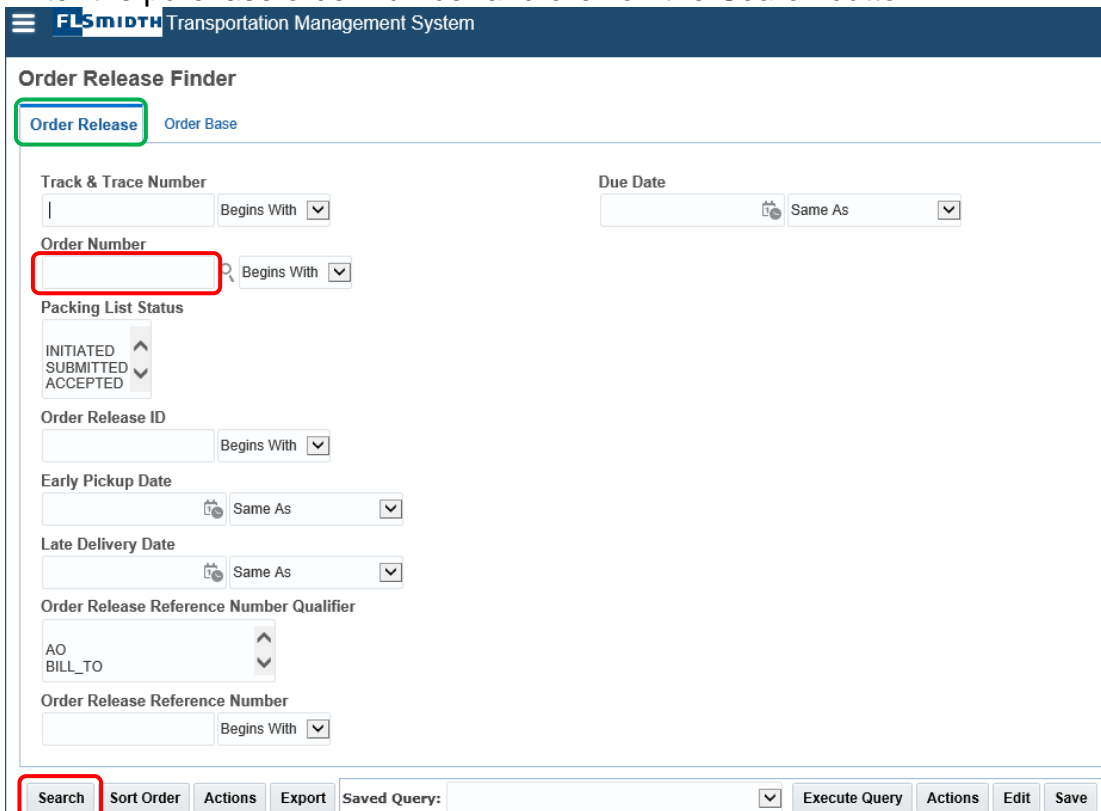 FLSMIDTH Transportation Management System
Order Release Finder
Order Release Order Base
Track & Trace Number Due Date
Begins With Same As
Order Number
Begins With
Packing List Status
INITIATED
SUBMITTED
ACCEPTED
Order Release ID
Begins With
Early Pickup Date
Same As
Late Delivery Date
Same As
Order Release Reference Number Qualifier
AO
BILL_TO
Order Release Reference Number
Begins With
Search Sort Order Actions Export Saved Query: Execute Query Actions Edit Save